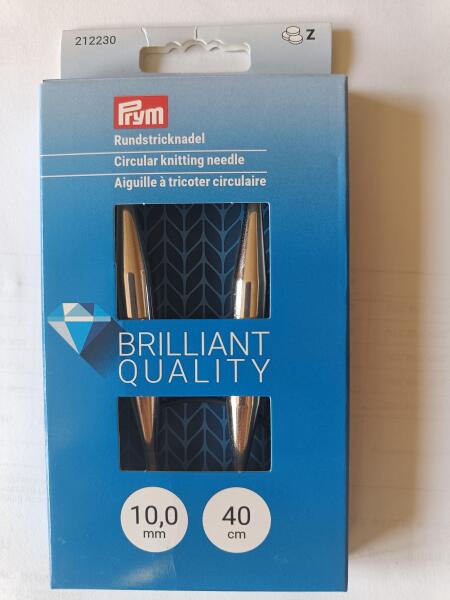 212230
Z
Prym
Rundstricknadel
Circular knitting needle
Aiguille à tricoter circulaire
BRILLIANT
QUALITY
10,0
mm
40
cm